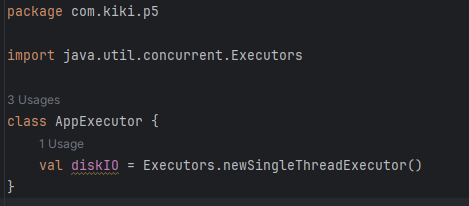 package com.kiki.p5
import java.util.concurrent.Executors
3 Usages
class AppExecutor {
1 Usage
val diskIO = Executors.newSingleThreadExecutor()
}